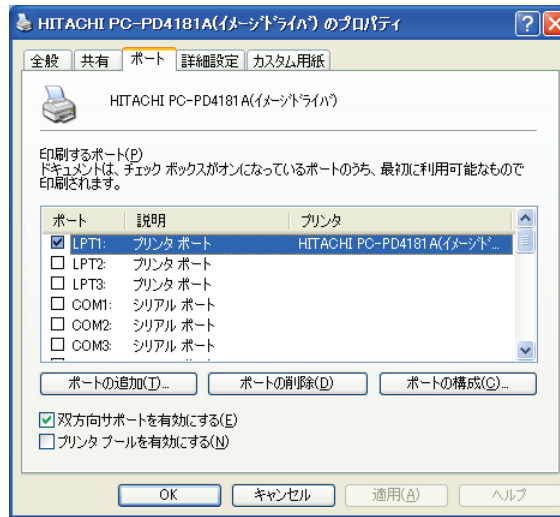 HITACHI PC-PD4181A(ｲﾒｰｼﾞﾄﾞﾗｲﾊﾞ) のプロパティ
全般 共有 ポート 詳細設定 カスタム用紙
HITACHI PC-PD4181A(ｲﾒｰｼﾞﾄﾞﾗｲﾊﾞ)
印刷するポート(P)
ドキュメントは、チェック ボックスがオンになっているポートのうち、最初に利用可能なもので
印刷されます。
ポート 説明 プリンタ
LPT1: プリンタ ポート HITACHI PC-PD4181A(ｲﾒｰｼﾞﾄﾞ...
LPT2: プリンタ ポート
LPT3: プリンタ ポート
COM1: シリアル ポート
COM2: シリアル ポート
COM3: シリアル ポート
ポートの追加(T)... ポートの削除(D) ポートの構成(C)...
双方向サポートを有効にする(E)
プリンタ プールを有効にする(N)
OK キャンセル 適用(A) ヘルプ